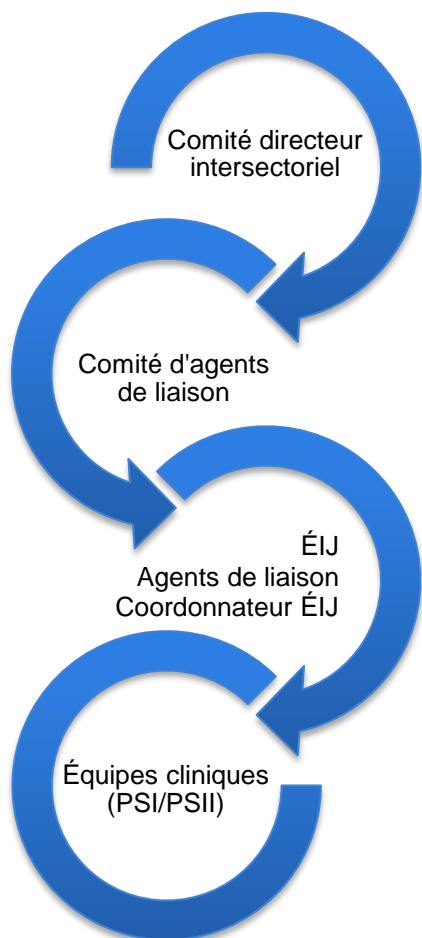 Comité directeur
intersectoriel
Comité d'agents
de liaison
ÉIJ
Agents de liaison
Coordonnateur ÉIJ
Équipes cliniques
(PSI/PSII)